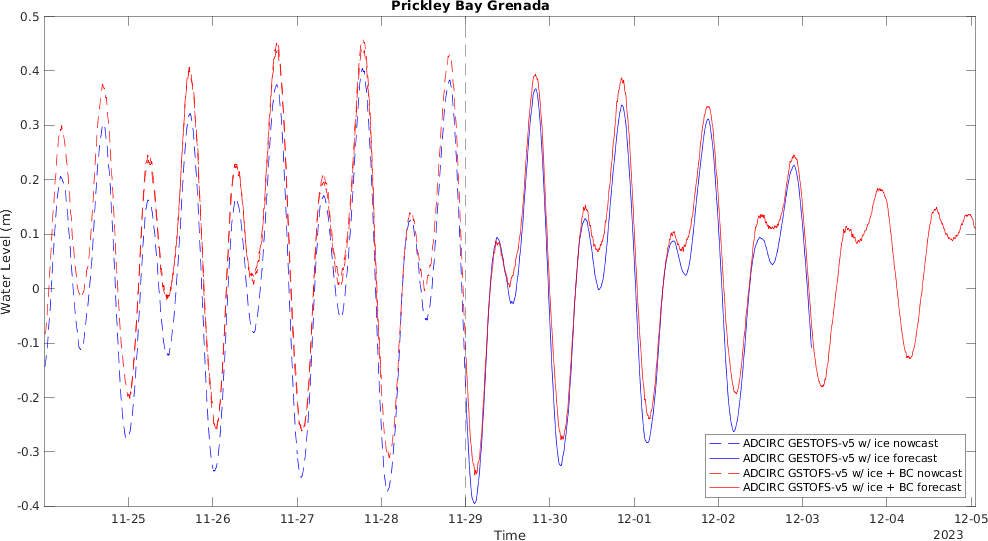 Prickley Bay Grenada
0.5
0.4
0.3
0.2
0.1
0
-0.1
-0.2
-0.3
-0.4
Water Level (m)
11-25 11-26 11-27 11-28 11-29 11-30 12-01 12-02 12-03 12-04 12-05
Time
2023
ADCIRC GESTOFS-v5 w/ ice nowcast
ADCIRC GESTOFS-v5 w/ ice forecast
ADCIRC GSTOFS-v5 w/ ice + BC nowcast
ADCIRC GESTOFS-v5 w/ ice + BC forecast